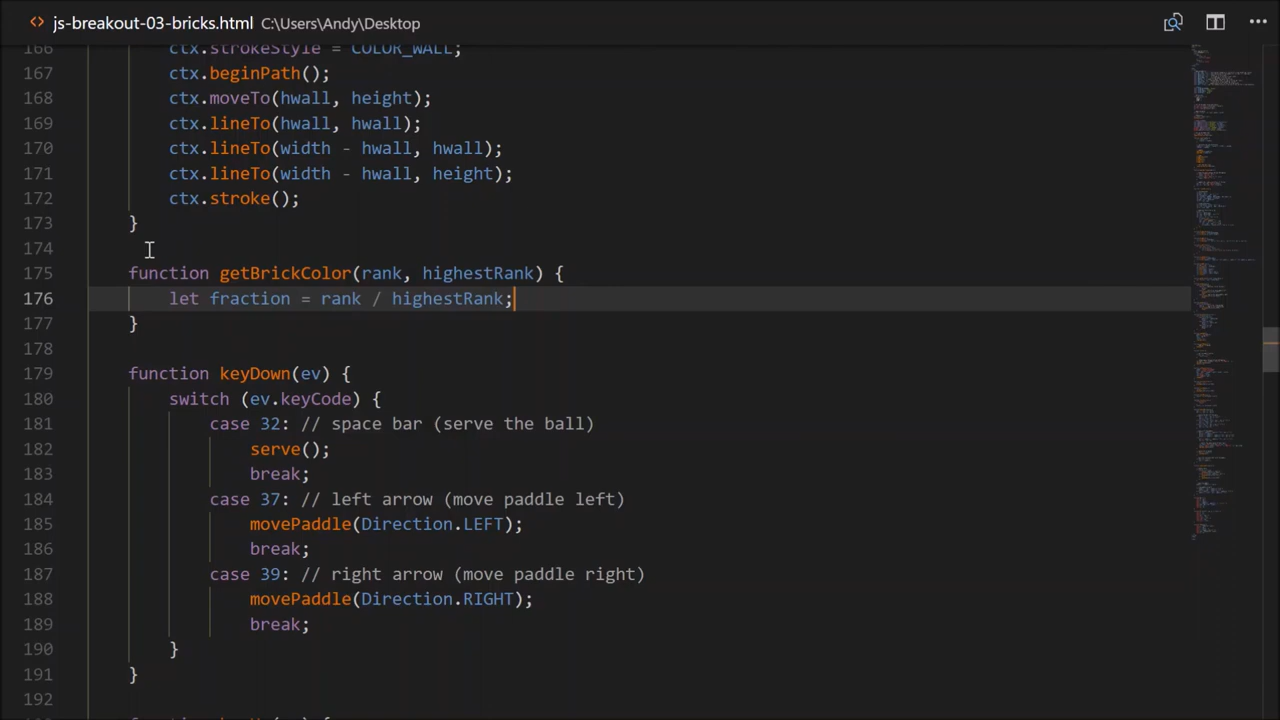 js-breakout-03-bricks.html C:\Users\Andy\Desktop
166 ctx.strokeStyle = COLOR_WALL;
167 ctx.beginPath();
168 ctx.moveTo(hwall, height);
169 ctx.lineTo(hwall, hwall);
170 ctx.lineTo(width - hwall, hwall);
171 ctx.lineTo(width - hwall, height);
172 ctx.stroke();
173 }
174
175 function getBrickColor(rank, highestRank) {
176 let fraction = rank / highestRank;
177 }
178
179 function keyDown(ev) {
180 switch (ev.keyCode) {
181 case 32: // space bar (serve the ball)
182 serve();
183 break;
184 case 37: // left arrow (move paddle left)
185 movePaddle(Direction.LEFT);
186 break;
187 case 39: // right arrow (move paddle right)
188 movePaddle(Direction.RIGHT);
189 break;
190 }
191 }
192